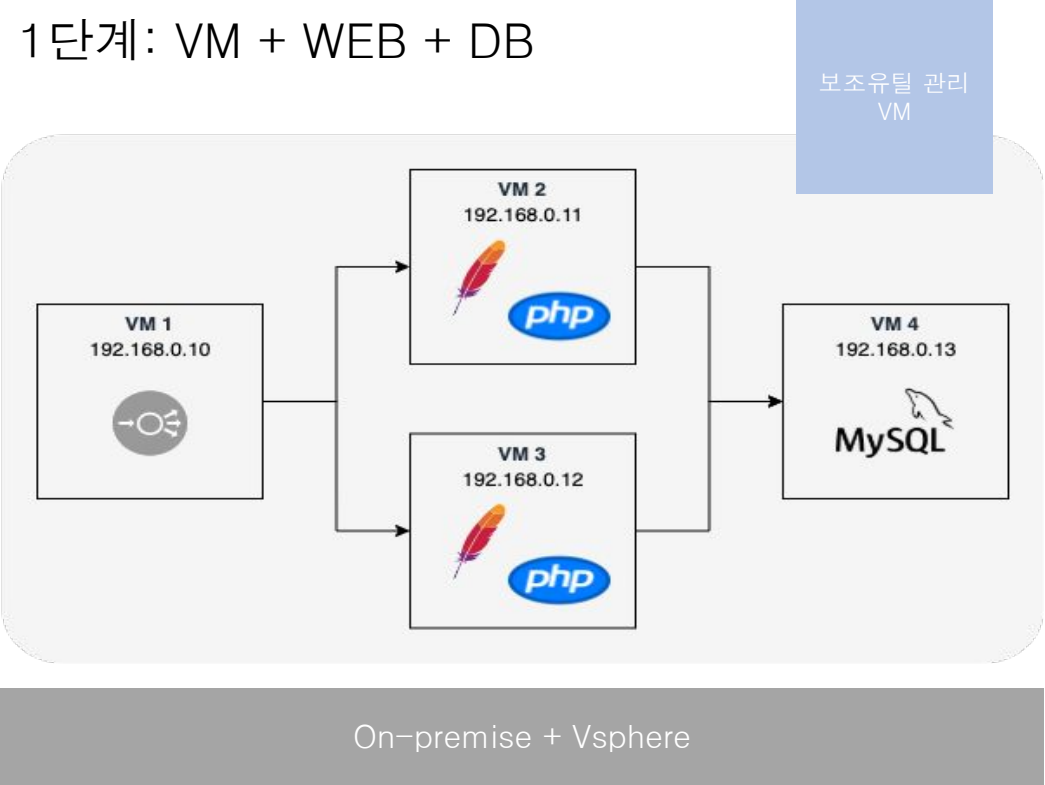 1단계: VM + WEB + DB
보조유틸 관리
VM
VM 2
192.168.0.11
php
VM 1
192.168.0.10
VM 4
192.168.0.13
MySQL
VM 3
192.168.0.12
php
On-premise + Vsphere